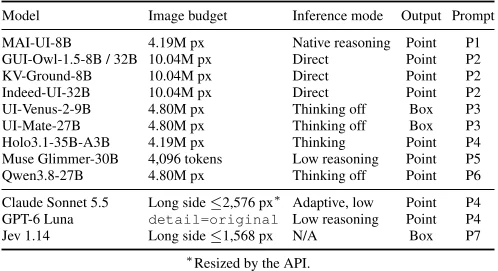 Model Image budget Inference mode Output Prompt
MAI-UI-8B 4.19M px Native reasoning Point P1
GUI-Owl-1.5-8B / 32B 10.04M px Direct Point P2
KV-Ground-8B 10.04M px Direct Point P2
Indeed-UI-32B 10.04M px Direct Point P2
UI-Venus-2-9B 4.80M px Thinking off Box P3
UI-Mate-27B 4.80M px Thinking off Box P3
Holo3.1-35B-A3B 4.19M px Thinking Point P4
Muse Glimmer-30B 4,096 tokens Low reasoning Point P5
Qwen3.8-27B 4.80M px Thinking off Point P6
Claude Sonnet 5.5 Long side ≤2,576 px* Adaptive, low Point P4
GPT-6 Luna detail=original Low reasoning Point P4
Jev 1.14 Long side ≤1,568 px N/A Box P7
*Resized by the API.